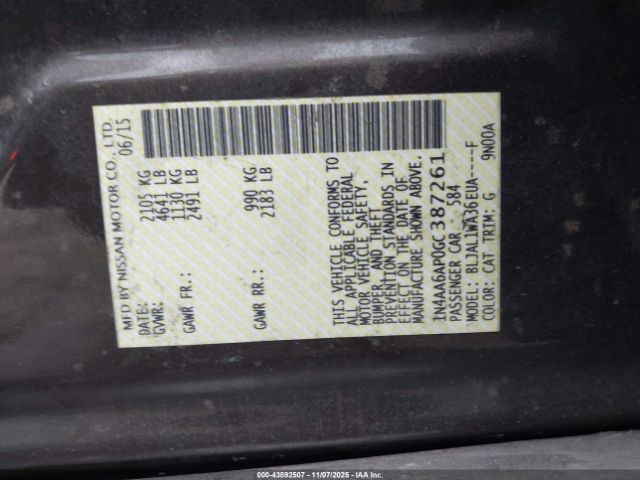 MFD BY NISSAN MOTOR CO., LTD.
DATE: 06/15
GVWR: 2105 KG
4641 LB
GAWR FR.: 1130 KG
2491 LB
GAWR RR.: 990 KG
2183 LB
THIS VEHICLE CONFORMS TO
ALL APPLICABLE FEDERAL
MOTOR VEHICLE SAFETY,
BUMPER, AND THEFT
PREVENTION STANDARDS IN
EFFECT ON THE DATE OF
MANUFACTURE SHOWN ABOVE.
1N4AA6AP0GC387261
PASSENGER CAR 584
MODEL: BLJALLWA36EUA----F
COLOR: CAT TRIM: G 9N00A
000-43592507 - 11/07/2025 - IAA Inc.